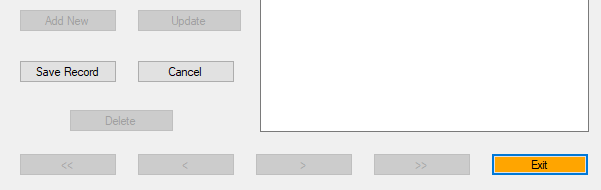 Add New Update
Save Record Cancel
Delete
<< < > >> Exit